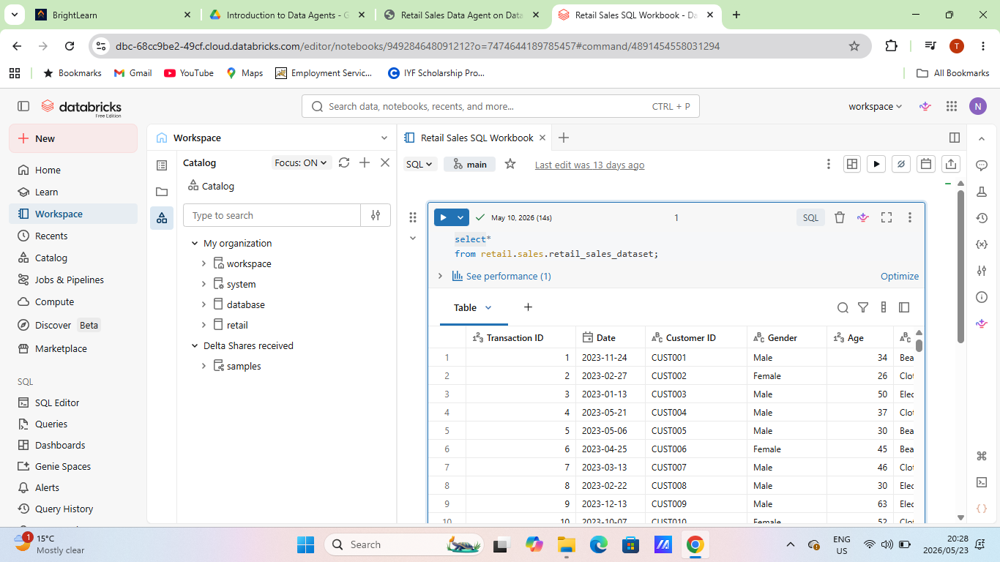 BrightLearn
Introduction to Data Agents - G
Retail Sales Data Agent on Data
Retail Sales SQL Workbook - Da
dbc-68cc9be2-49cf.cloud.databricks.com/editor/notebooks/949284648091212?o=7474644189785457#command/4891454558031294
T
Bookmarks
Gmail
YouTube
Maps
Employment Servic...
IYF Scholarship Pro...
All Bookmarks
databricks
Free Edition
Search data, notebooks, recents, and more...
CTRL + P
workspace
N
New
Home
Learn
Workspace
Recents
Catalog
Jobs & Pipelines
Compute
Discover Beta
Marketplace
SQL
SQL Editor
Queries
Dashboards
Genie Spaces
Alerts
Query History
Workspace
Catalog
Focus: ON
Catalog
Type to search
My organization
workspace
system
database
retail
Delta Shares received
samples
Retail Sales SQL Workbook
SQL main Last edit was 13 days ago
May 10, 2026 (14s) 1 SQL
select*
from retail.sales.retail_sales_dataset;
See performance (1) Optimize
Table
Transaction ID Date Customer ID Gender Age
1 1 2023-11-24 CUST001 Male 34 Bea
2 2 2023-02-27 CUST002 Female 26 Clot
3 3 2023-01-13 CUST003 Male 50 Elec
4 4 2023-05-21 CUST004 Male 37 Clot
5 5 2023-05-06 CUST005 Male 30 Bea
6 6 2023-04-25 CUST006 Female 45 Bea
7 7 2023-03-13 CUST007 Male 46 Clot
8 8 2023-02-22 CUST008 Male 30 Elec
9 9 2023-12-13 CUST009 Male 63 Elec
10 10 2023-10-07 CUST010 Female 52 Clot
1
15°C
Mostly clear
Search
ENG
US
20:28
2026/05/23